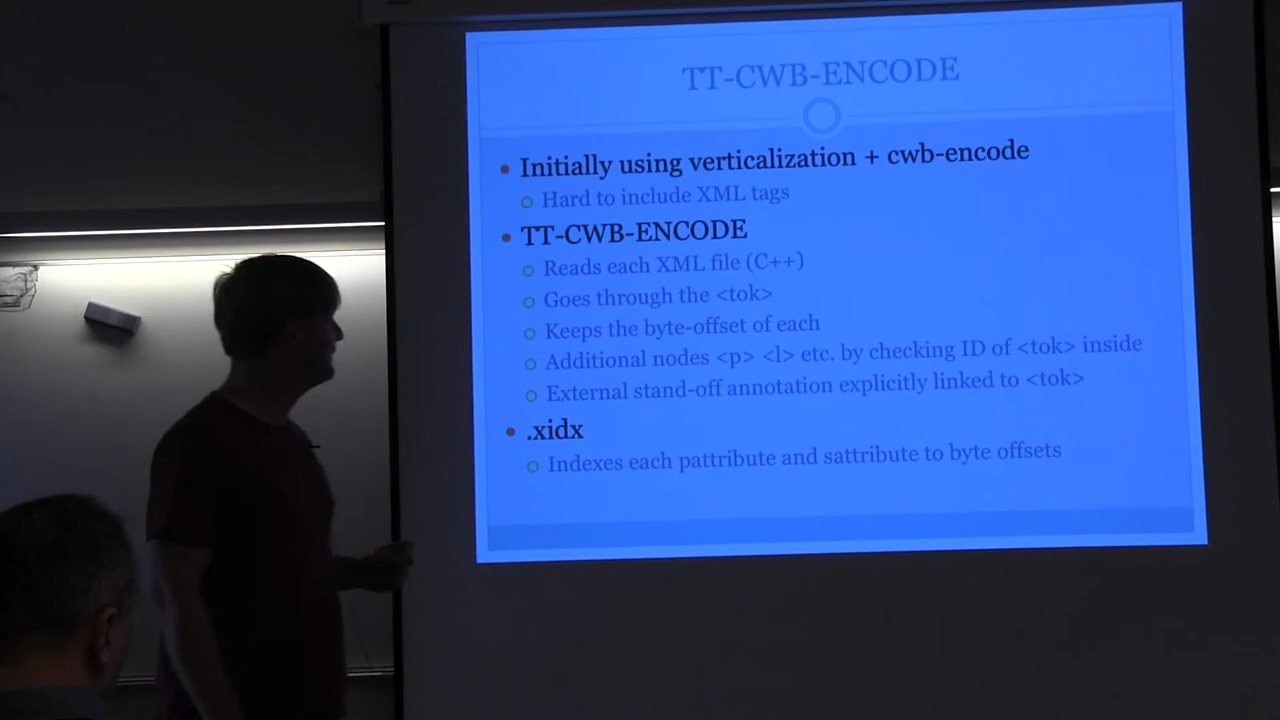 TT-CWB-ENCODE
Initially using verticalization + cwb-encode
Hard to include XML tags
TT-CWB-ENCODE
Reads each XML file (C++)
Goes through the <tok>
Keeps the byte-offset of each
Additional nodes <p> <l> etc. by checking ID of <tok> inside
External stand-off annotation explicitly linked to <tok>
.xidx
Indexes each pattribute and sattribute to byte offsets